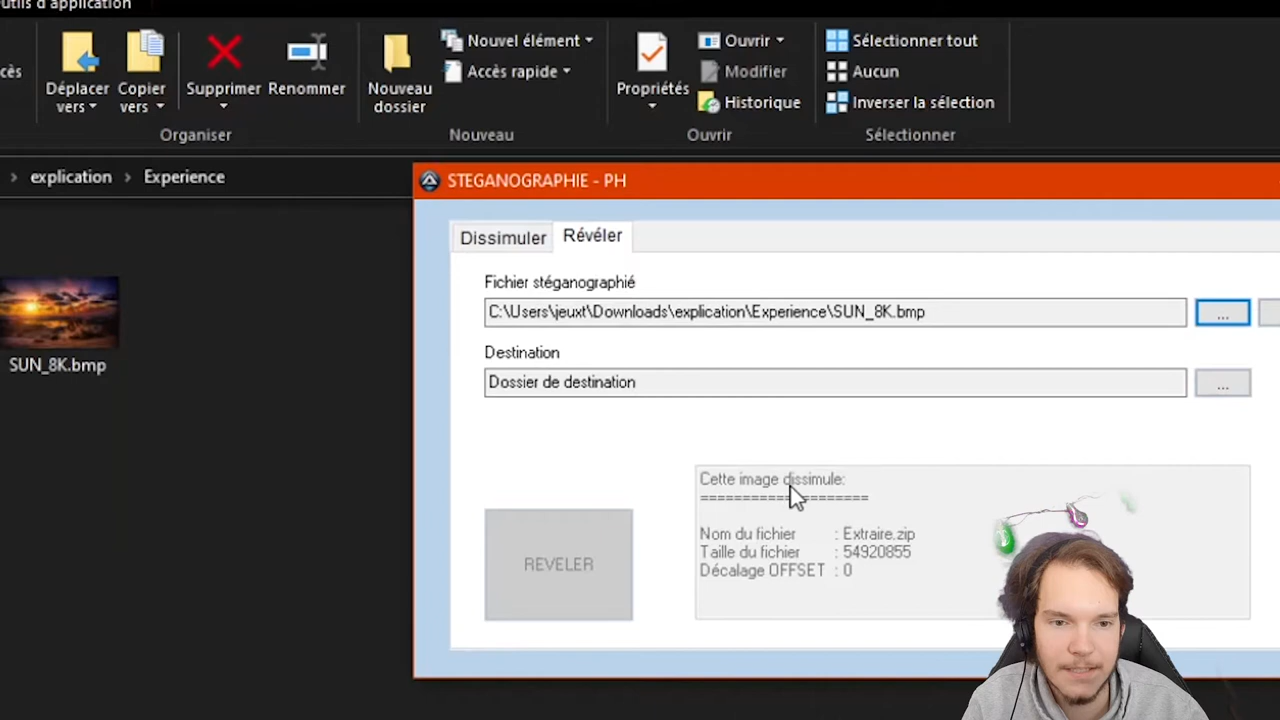 utils d'application
Nouvel élément
Ouvrir
Sélectionner tout
ccès
Déplacer
vers
Copier
vers
Supprimer
Renommer
Nouveau
dossier
Accès rapide
Propriétés
Modifier
Aucun
Historique
Inverser la sélection
Organiser
Nouveau
Ouvrir
Sélectionner
> explication > Experience
STEGANOGRAPHIE - PH
Dissimuler
Révéler
Fichier stéganographié
C:\Users\jeuxt\Downloads\explication\Experience\SUN_8K.bmp
...
SUN_8K.bmp
Destination
Dossier de destination
...
Cette image dissimule:
====================
Nom du fichier : Extraire.zip
Taille du fichier : 54920855
Décalage OFFSET : 0
REVELER